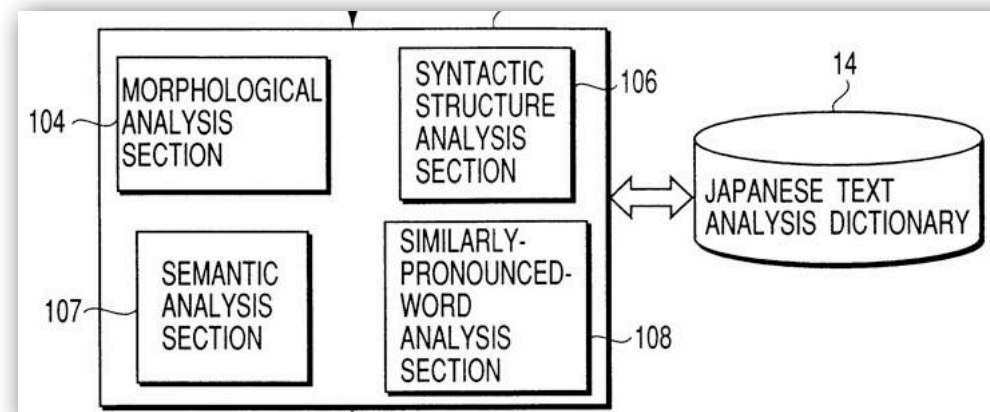 104
MORPHOLOGICAL
ANALYSIS
SECTION
SYNTACTIC
STRUCTURE
ANALYSIS
SECTION
106
14
JAPANESE TEXT
ANALYSIS DICTIONARY
107
SEMANTIC
ANALYSIS
SECTION
SIMILARLY-
PRONOUNCED-
WORD
ANALYSIS
SECTION
108